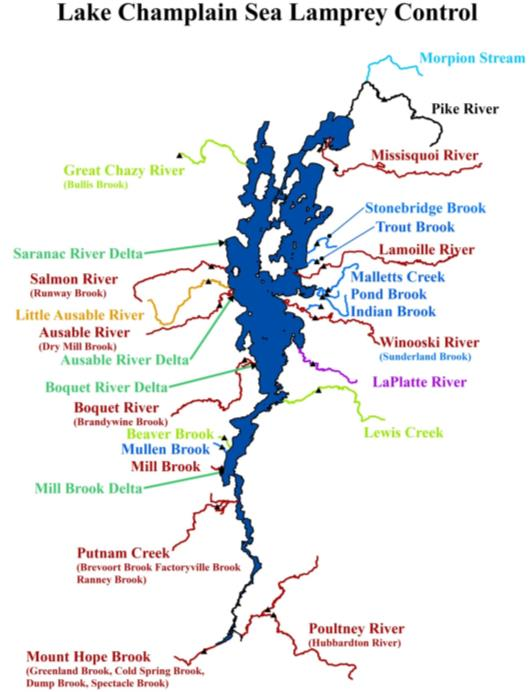 Lake Champlain Sea Lamprey Control
Morpion Stream
Pike River
Missisquoi River
Great Chazy River
(Bullis Brook)
Stonebridge Brook
Trout Brook
Saranac River Delta
Lamoille River
Salmon River
(Runway Brook)
Malletts Creek
Pond Brook
Indian Brook
Little Ausable River
Ausable River
(Dry Mill Brook)
Winooski River
(Sunderland Brook)
Ausable River Delta
LaPlatte River
Boquet River Delta
Boquet River
(Brandywine Brook)
Lewis Creek
Beaver Brook
Mullen Brook
Mill Brook
Mill Brook Delta
Putnam Creek
(Brevoort Brook Factoryville Brook
Ranney Brook)
Poultney River
(Hubbardton River)
Mount Hope Brook
(Greenland Brook, Cold Spring Brook,
Dump Brook, Spectacle Brook)